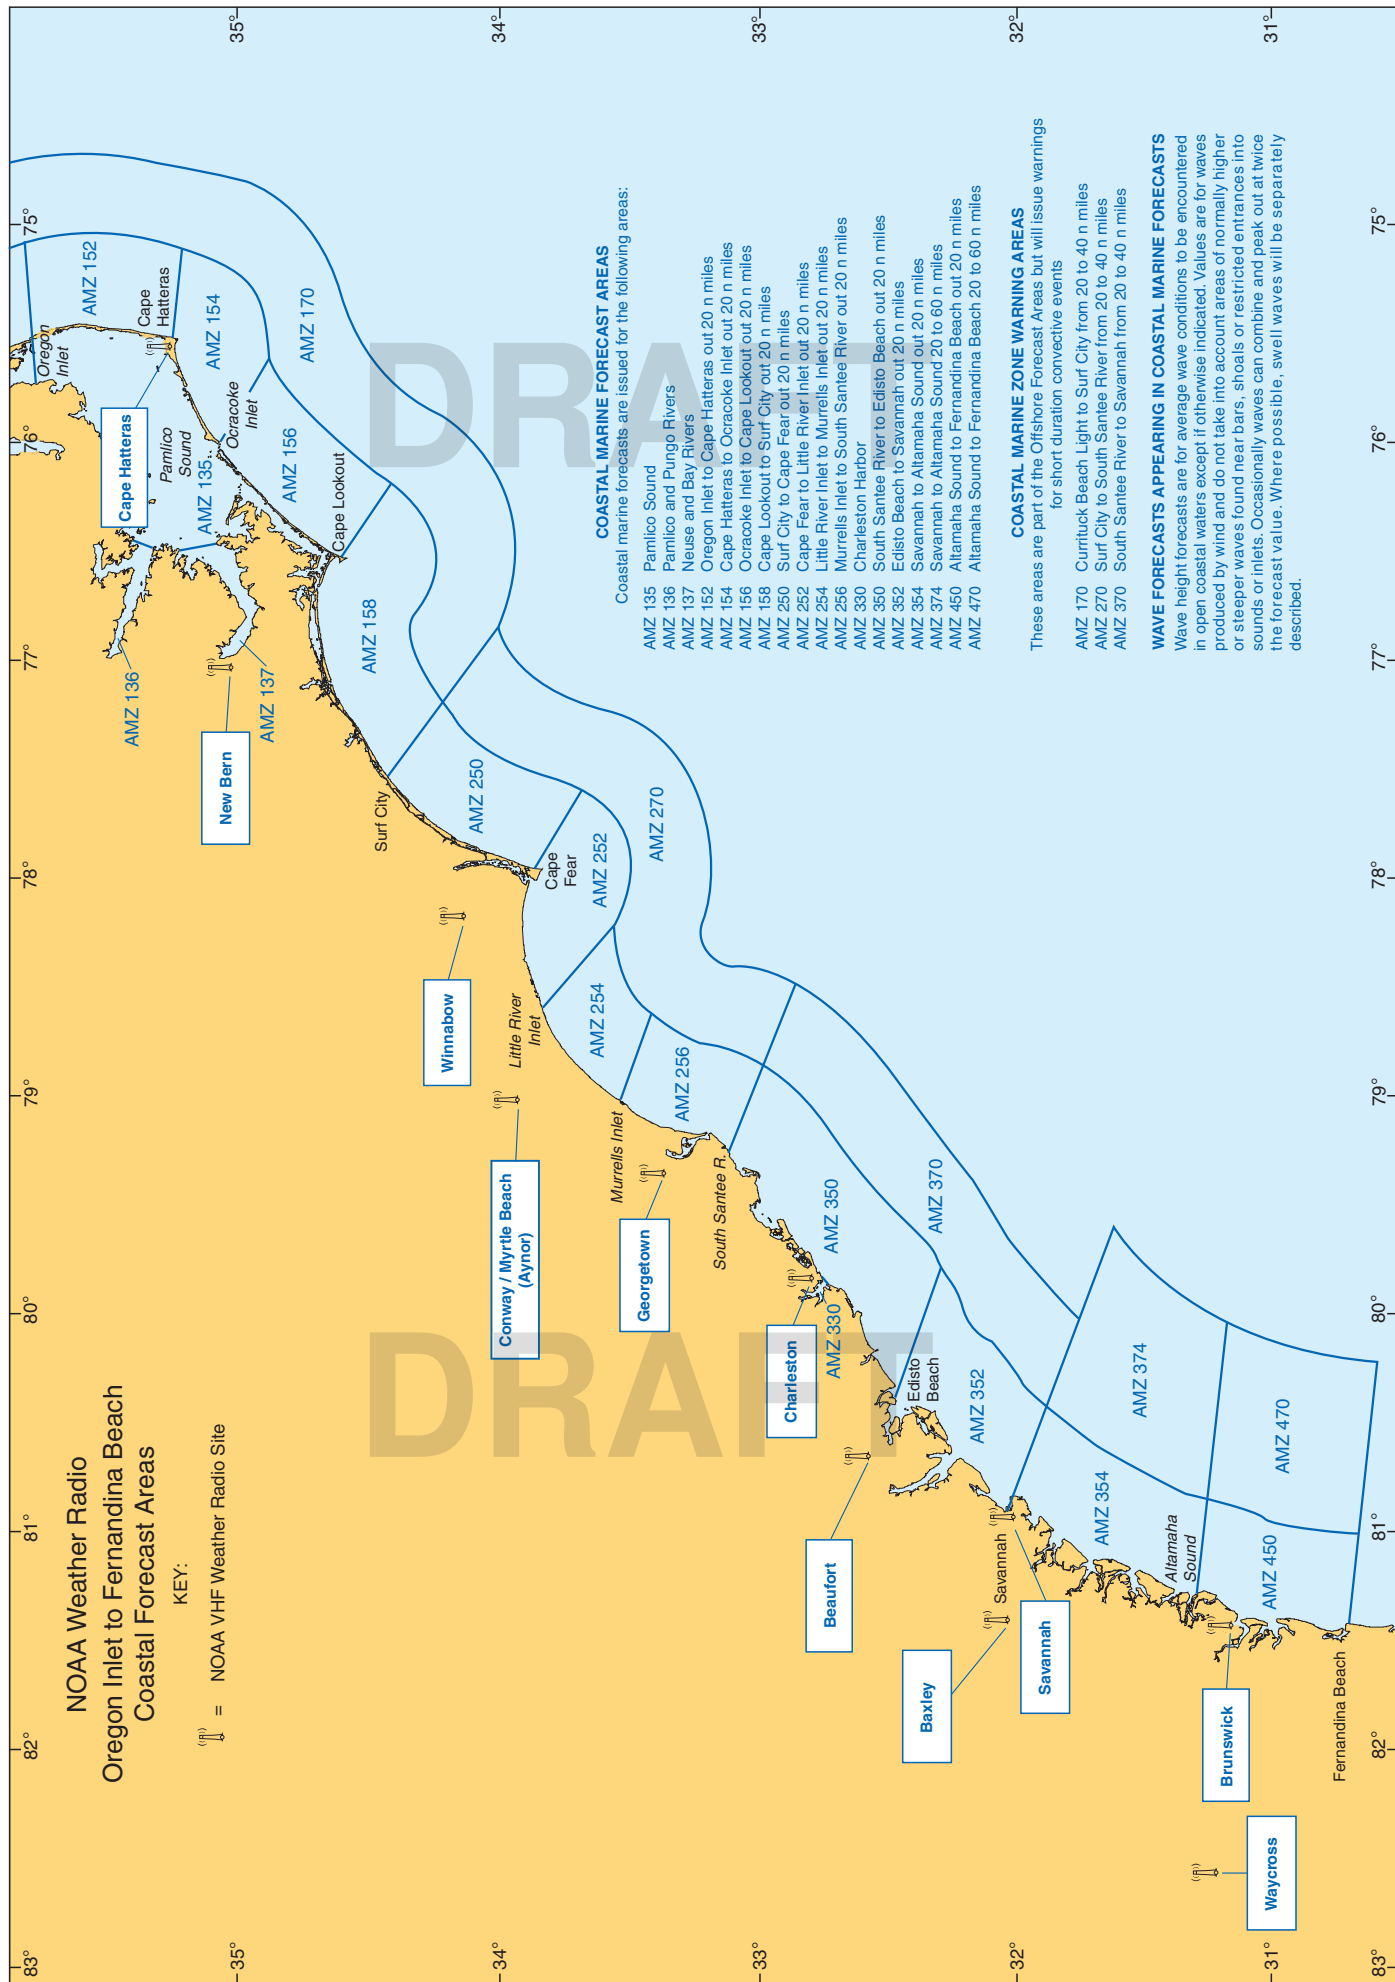 NOAA Weather Radio
Oregon Inlet to Fernandina Beach
Coastal Forecast Areas
KEY:
= NOAA VHF Weather Radio Site
83°
82°
81°
80°
79°
78°
77°
76°
75°
35°
34°
33°
32°
31°
35°
34°
33°
32°
31°
83°
82°
81°
80°
79°
78°
77°
76°
75°
DRAFT
DRAFT
Oregon
Inlet
AMZ 152
Cape
Hatteras
Cape Hatteras
Pamlico
Sound
AMZ 135
AMZ 154
Ocracoke
Inlet
AMZ 170
AMZ 156
Cape Lookout
AMZ 136
AMZ 137
New Bern
AMZ 158
Surf City
AMZ 250
Cape
Fear
AMZ 252
AMZ 270
Winnabow
Little River
Inlet
AMZ 254
Conway / Myrtle Beach
(Aynor)
Murrells Inlet
AMZ 256
Georgetown
South Santee R.
AMZ 350
AMZ 370
Charleston
AMZ 330
Edisto
Beach
AMZ 352
Beaufort
AMZ 374
Savannah
Savannah
Baxley
AMZ 354
Altamaha
Sound
AMZ 470
AMZ 450
Brunswick
Fernandina Beach
Waycross
COASTAL MARINE FORECAST AREAS
Coastal marine forecasts are issued for the following areas:
AMZ 135 Pamlico Sound
AMZ 136 Pamlico and Pungo Rivers
AMZ 137 Neuse and Bay Rivers
AMZ 152 Oregon Inlet to Cape Hatteras out 20 n miles
AMZ 154 Cape Hatteras to Ocracoke Inlet out 20 n miles
AMZ 156 Ocracoke Inlet to Cape Lookout out 20 n miles
AMZ 158 Cape Lookout to Surf City out 20 n miles
AMZ 250 Surf City to Cape Fear out 20 n miles
AMZ 252 Cape Fear to Little River Inlet out 20 n miles
AMZ 254 Little River Inlet to Murrells Inlet out 20 n miles
AMZ 256 Murrells Inlet to South Santee River out 20 n miles
AMZ 330 Charleston Harbor
AMZ 350 South Santee River to Edisto Beach out 20 n miles
AMZ 352 Edisto Beach to Savannah out 20 n miles
AMZ 354 Savannah to Altamaha Sound out 20 n miles
AMZ 374 Savannah to Altamaha Sound 20 to 60 n miles
AMZ 450 Altamaha Sound to Fernandina Beach out 20 n miles
AMZ 470 Altamaha Sound to Fernandina Beach 20 to 60 n miles
COASTAL MARINE ZONE WARNING AREAS
These areas are part of the Offshore Forecast Areas but will issue warnings
for short duration convective events
AMZ 170 Currituck Beach Light to Surf City from 20 to 40 n miles
AMZ 270 Surf City to South Santee River from 20 to 40 n miles
AMZ 370 South Santee River to Savannah from 20 to 40 n miles
WAVE FORECASTS APPEARING IN COASTAL MARINE FORECASTS
Wave height forecasts are for average wave conditions to be encountered
in open coastal waters except if otherwise indicated. Values are for waves
produced by wind and do not take into account areas of normally higher
or steeper waves found near bars, shoals or restricted entrances into
sounds or inlets. Occasionally waves can combine and peak out at twice
the forecast value. Where possible, swell waves will be separately
described.